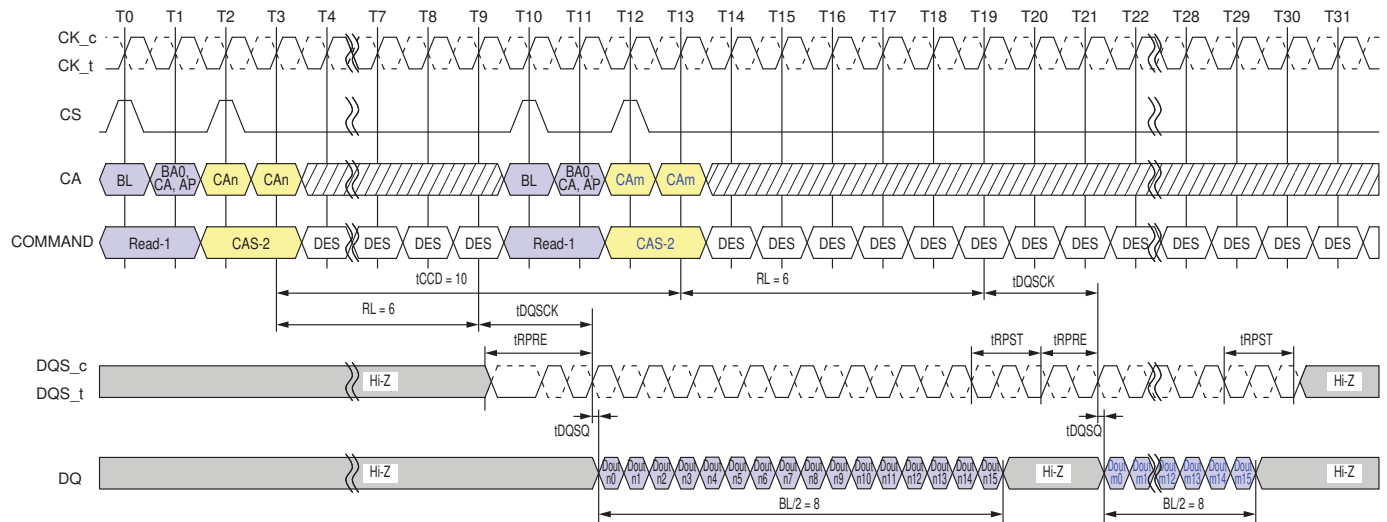 T0 T1 T2 T3 T4 T7 T8 T9 T10 T11 T12 T13 T14 T15 T16 T17 T18 T19 T20 T21 T22 T28 T29 T30 T31
CK_c
CK_t
CS
CA BL BA0, CA, AP CAn CAn BL BA0, CA, AP CAm CAm
COMMAND Read-1 CAS-2 DES DES DES DES Read-1 CAS-2 DES DES DES DES DES DES DES DES DES DES DES DES DES
tCCD = 10 RL = 6 tDQSCK
RL = 6 tDQSCK
tRPRE tRPST tRPRE tRPST
DQS_c
DQS_t
Hi-Z Hi-Z
tDQSQ tDQSQ
DQ Hi-Z Dout n0 Dout n1 Dout n2 Dout n3 Dout n4 Dout n5 Dout n6 Dout n7 Dout n8 Dout n9 Dout n10 Dout n11 Dout n12 Dout n13 Dout n14 Dout n15 Hi-Z Dout m0 Dout m1 Dout m12 Dout m13 Dout m14 Dout m15 Hi-Z
BL/2 = 8 BL/2 = 8